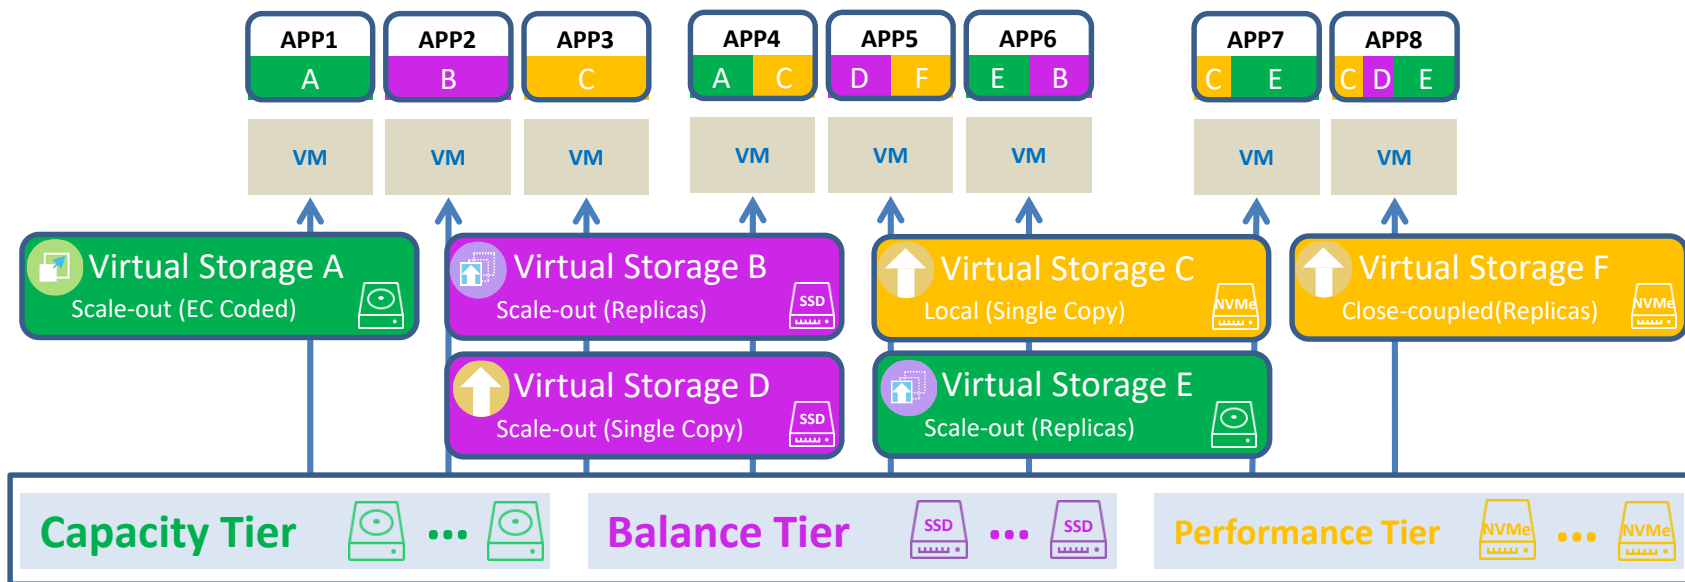 APP1 APP2 APP3 APP4 APP5 APP6 APP7 APP8
A B C A C D F E B C E C D E
VM VM VM VM VM VM VM VM
Virtual Storage A
Scale-out (EC Coded)
Virtual Storage B
Scale-out (Replicas)
SSD
Virtual Storage C
Local (Single Copy)
NVMe
Virtual Storage F
Close-coupled(Replicas)
NVMe
Virtual Storage D
Scale-out (Single Copy)
SSD
Virtual Storage E
Scale-out (Replicas)
Capacity Tier ...
Balance Tier SSD ... SSD
Performance Tier NVMe ... NVMe